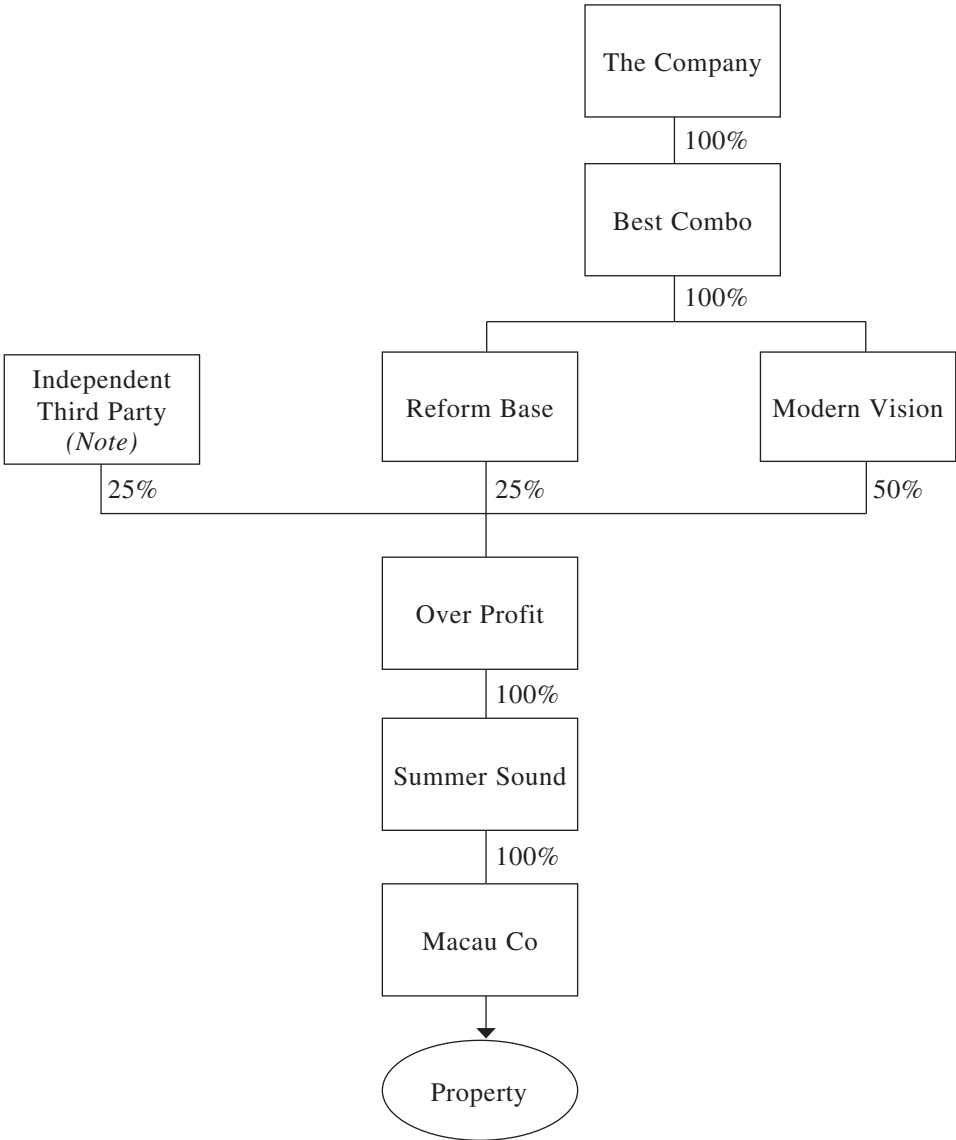 The Company
100%
Best Combo
100%
Independent
Third Party
(Note)
Reform Base
Modern Vision
25%
25%
50%
Over Profit
100%
Summer Sound
100%
Macau Co
Property